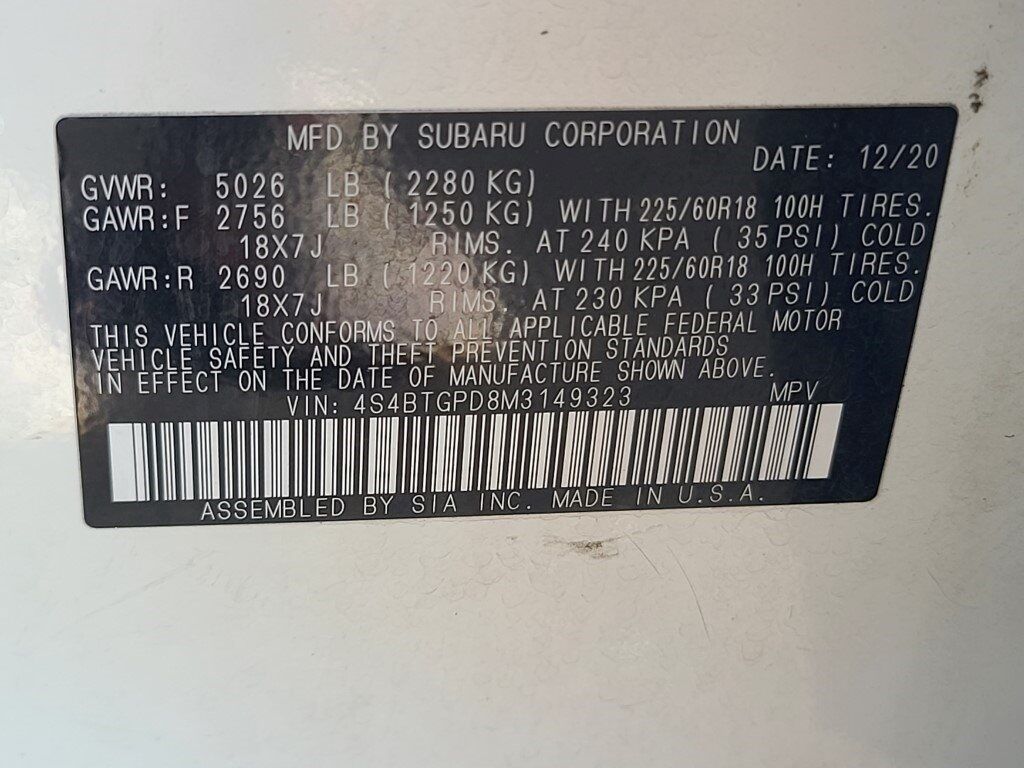 MFD BY SUBARU CORPORATION
DATE: 12/20
GVWR: 5026 LB ( 2280 KG)
GAWR:F 2756 LB ( 1250 KG) WITH 225/60R18 100H TIRES.
18X7J RIMS. AT 240 KPA ( 35 PSI) COLD
GAWR:R 2690 LB ( 1220 KG) WITH 225/60R18 100H TIRES.
18X7J RIMS. AT 230 KPA ( 33 PSI) COLD
THIS VEHICLE CONFORMS TO ALL APPLICABLE FEDERAL MOTOR
VEHICLE SAFETY AND THEFT PREVENTION STANDARDS
IN EFFECT ON THE DATE OF MANUFACTURE SHOWN ABOVE.
VIN: 4S4BTGPD8M3149323 MPV
ASSEMBLED BY SIA INC. MADE IN U.S.A.